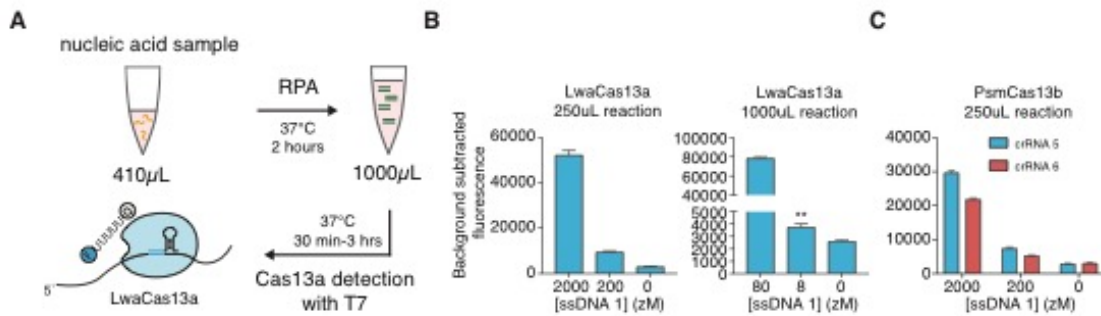 A
nucleic acid sample
410µL
RPA
37°C
2 hours
1000µL
37°C
30 min-3 hrs
Cas13a detection
with T7
5´
LwaCas13a
B
LwaCas13a
250uL reaction
Background subtracted
fluorescence
60000
40000
20000
0
2000 200 0
[ssDNA 1] (zM)
LwaCas13a
1000uL reaction
100000
80000
60000
40000
20000
5000
4000
3000
2000
1000
0
**
80 8 0
[ssDNA 1] (zM)
C
PsmCas13b
250uL reaction
40000
30000
20000
10000
0
crRNA 5
crRNA 6
2000 200 0
[ssDNA 1] (zM)